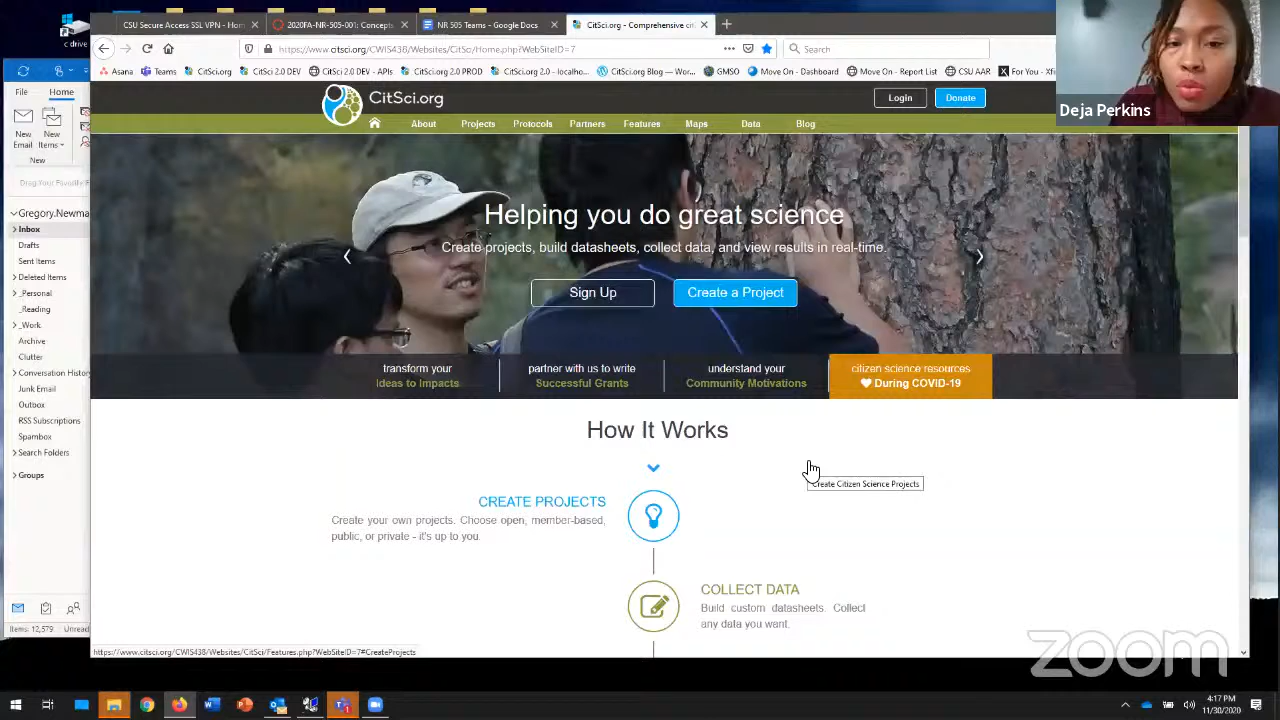 c drive
CSU Secure Access SSL VPN - Hom
2020FA-NR-505-001: Concepts
NR 505 Teams - Google Docs
CitSci.org - Comprehensive ci
https://www.citsci.org/CWIS438/Websites/CitSci/Home.php?WebSiteID=7
Search
Asana
Teams
CitSci.org
CitSci 2.0 DEV
CitSci 2.0 DEV - APIs
CitSci.org 2.0 PROD
CitSci.org 2.0 - localho...
CitSci.org Blog — Wor...
GMSO
Move On - Dashboard
Move On - Report List
CSU AAR
For You - Xfi
Deja Perkins
File
Home
New
Email
New
Items
New
Drag Your Favorite F
Gregory.Newma
Inbox
Drafts
Sent Items
Deleted Items
_Personal
_Reading
_Work
Archive
Clutter
Conversation History
Junk Email
Outbox
RSS Subscriptions
Spambox
Search Folders
Groups
Items: 12,579
Unread
CitSci.org
Login
Donate
About
Projects
Protocols
Partners
Features
Maps
Data
Blog
Helping you do great science
Create projects, build datasheets, collect data, and view results in real-time.
Sign Up
Create a Project
transform your
Ideas to Impacts
partner with us to write
Successful Grants
understand your
Community Motivations
citizen science resources
During COVID-19
How It Works
Create Citizen Science Projects
CREATE PROJECTS
Create your own projects. Choose open, member-based,
public, or private - it's up to you.
COLLECT DATA
Build custom datasheets. Collect
any data you want.
https://www.citsci.org/CWIS438/Websites/CitSci/Features.php?WebSiteID=7#CreateProjects
zoom
4:17 PM
11/30/2020